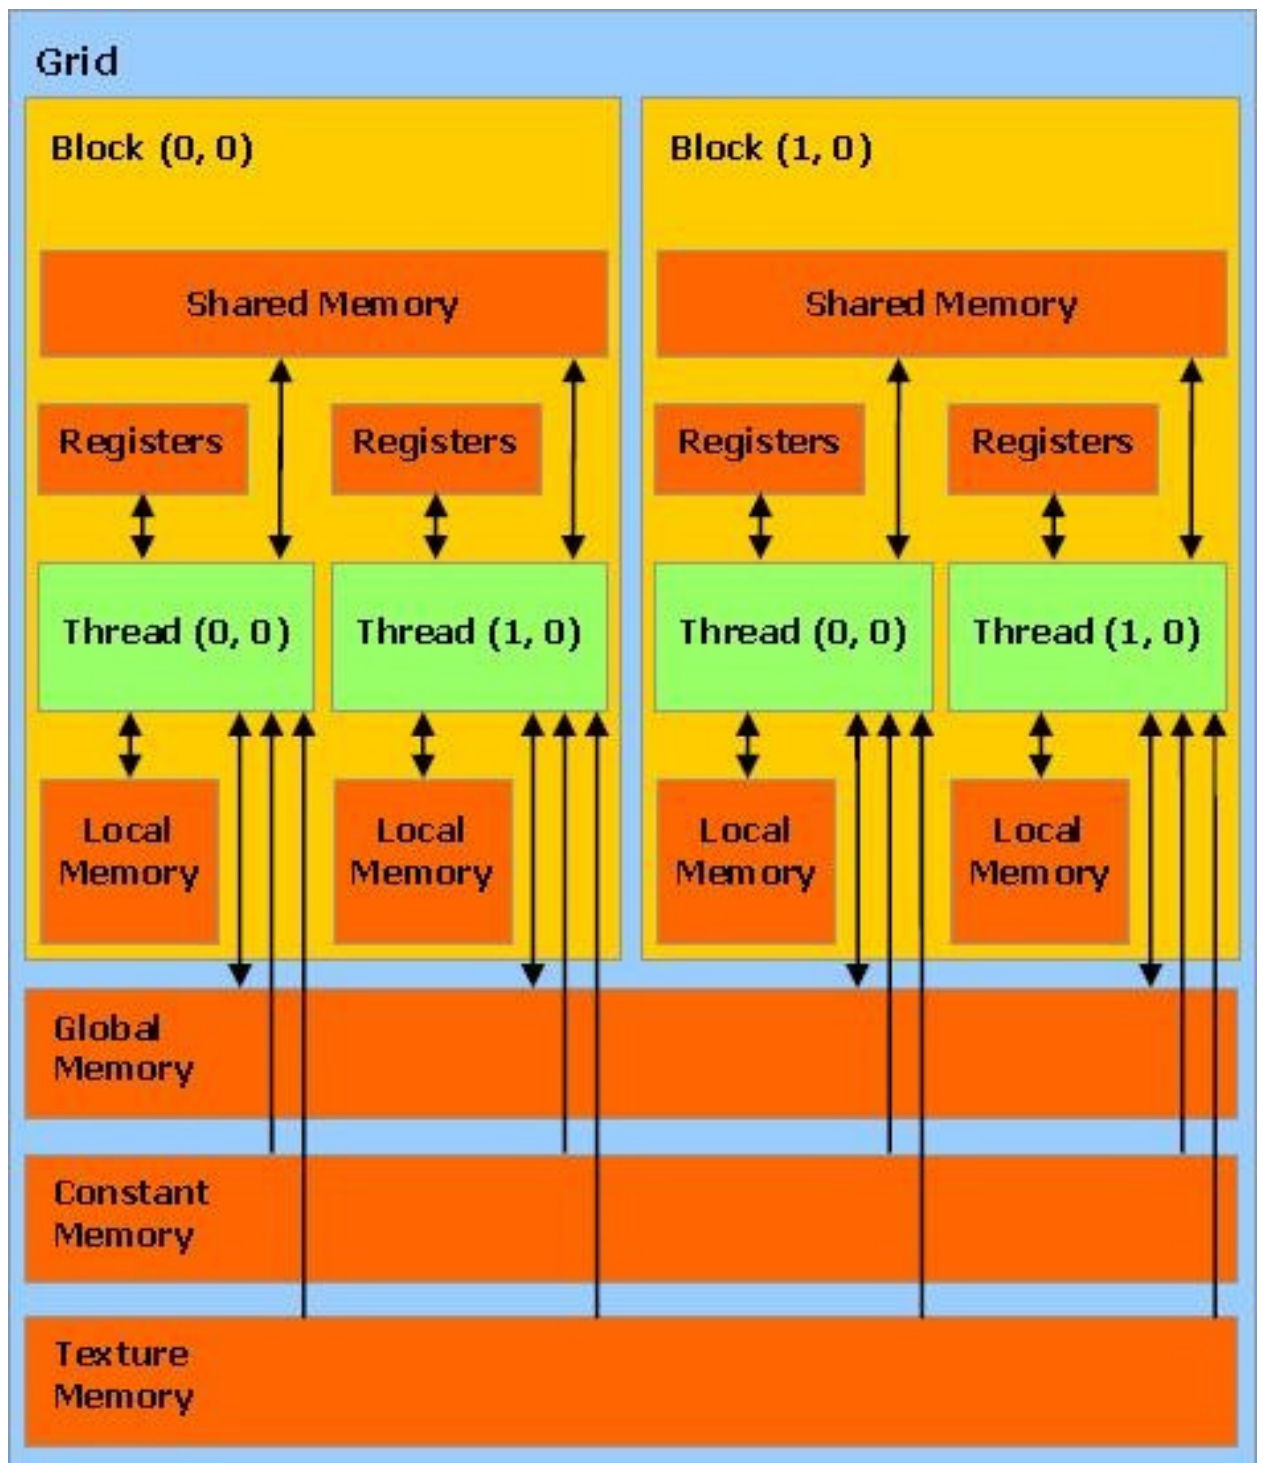 Grid
Block (0, 0)
Shared Memory
Registers
Registers
Thread (0, 0)
Thread (1, 0)
Local
Memory
Local
Memory
Block (1, 0)
Shared Memory
Registers
Registers
Thread (0, 0)
Thread (1, 0)
Local
Memory
Local
Memory
Global
Memory
Constant
Memory
Texture
Memory